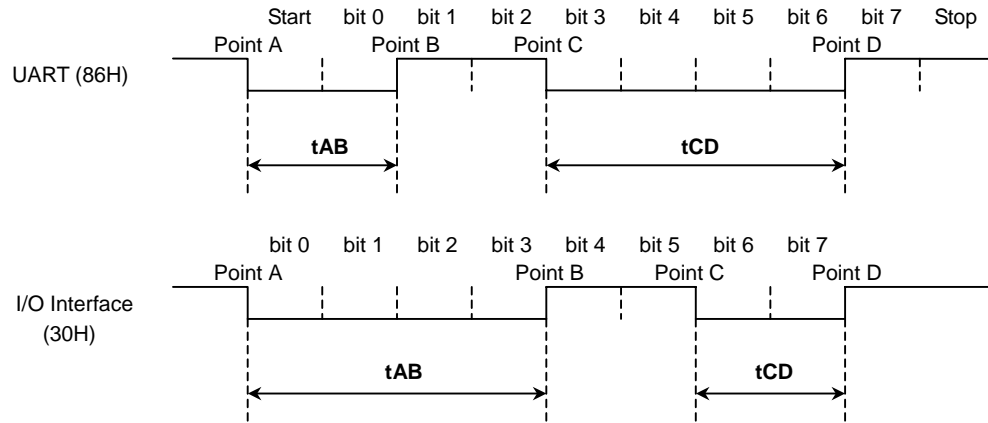 Start bit 0 bit 1 bit 2 bit 3 bit 4 bit 5 bit 6 bit 7 Stop
Point A Point B Point C Point D
UART (86H)
tAB tCD
bit 0 bit 1 bit 2 bit 3 bit 4 bit 5 bit 6 bit 7
Point A Point B Point C Point D
I/O Interface
(30H)
tAB tCD